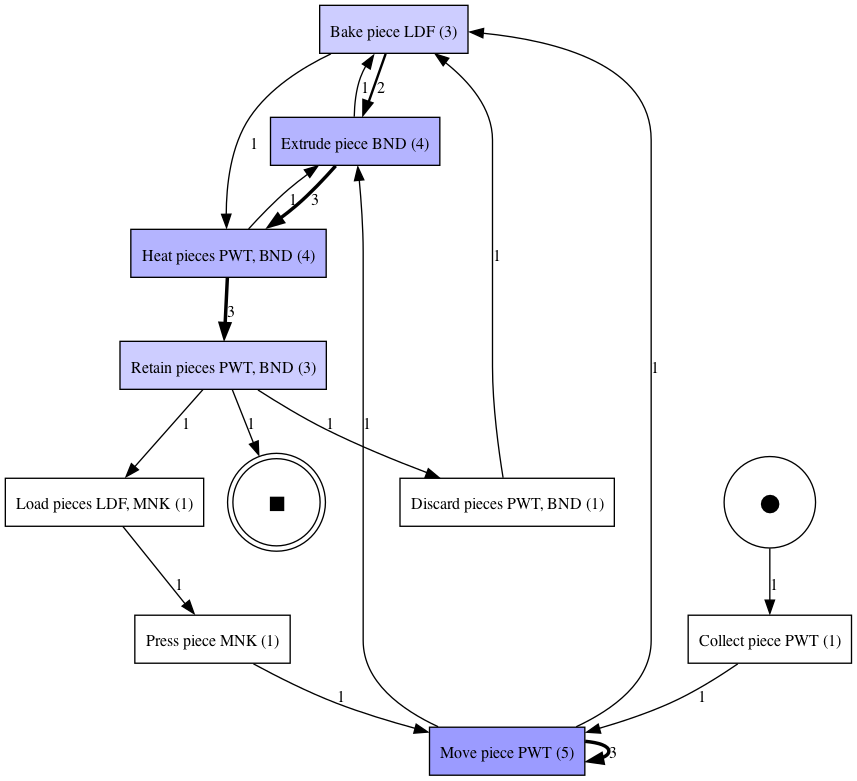 Bake piece LDF (3)
1
2
1
Extrude piece BND (4)
1
3
1
Heat pieces PWT, BND (4)
3
Retain pieces PWT, BND (3)
1
1
1
1
1
1
Load pieces LDF, MNK (1)
Discard pieces PWT, BND (1)
1
1
Press piece MNK (1)
Collect piece PWT (1)
1
1
Move piece PWT (5)
3